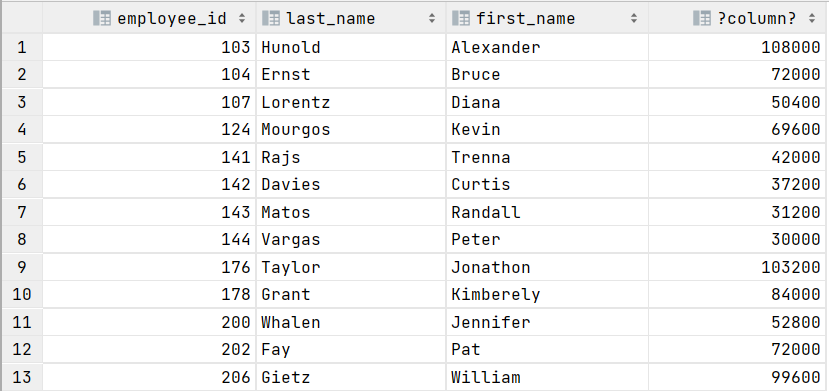 employee_id last_name first_name ?column?
1 103 Hunold Alexander 108000
2 104 Ernst Bruce 72000
3 107 Lorentz Diana 50400
4 124 Mourgos Kevin 69600
5 141 Rajs Trenna 42000
6 142 Davies Curtis 37200
7 143 Matos Randall 31200
8 144 Vargas Peter 30000
9 176 Taylor Jonathon 103200
10 178 Grant Kimberely 84000
11 200 Whalen Jennifer 52800
12 202 Fay Pat 72000
13 206 Gietz William 99600